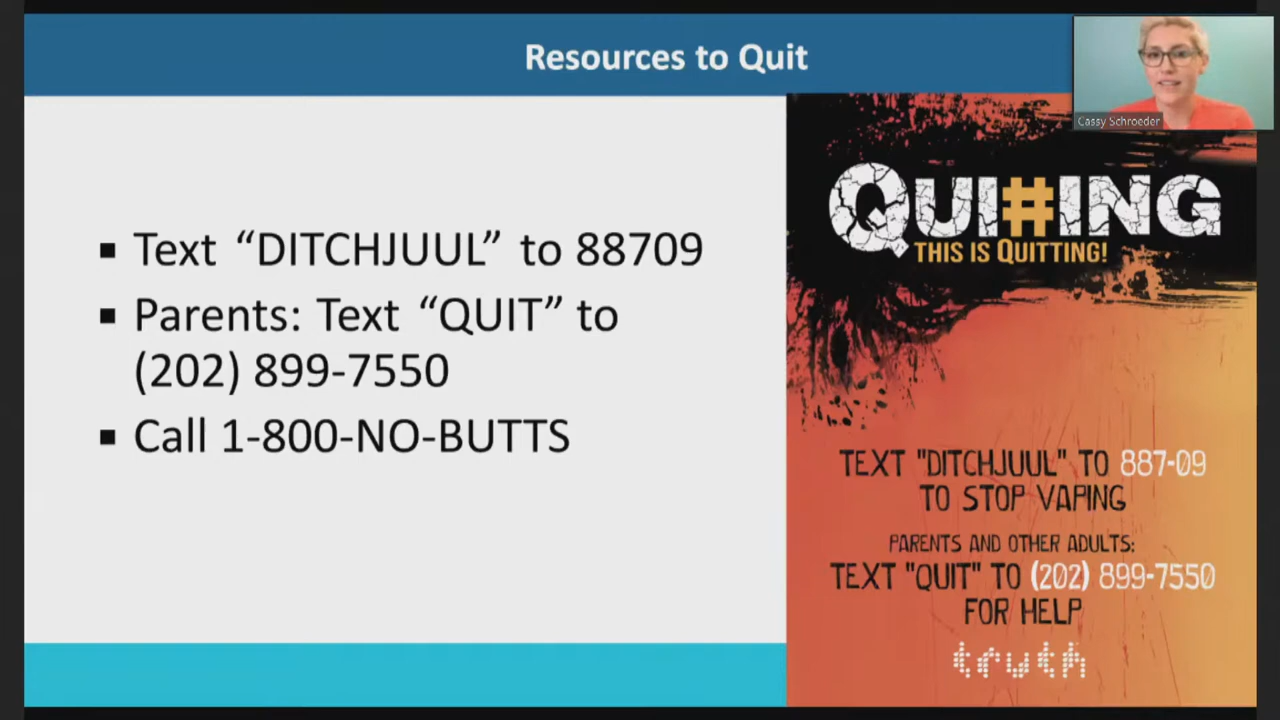 Resources to Quit
Cassy Schroeder
▪ Text “DITCHJUUL” to 88709
▪ Parents: Text “QUIT” to
(202) 899-7550
▪ Call 1-800-NO-BUTTS
QUI#ING
THIS IS QUITTING!
TEXT "DITCHJUUL" TO 887-09
TO STOP VAPING
PARENTS AND OTHER ADULTS:
TEXT "QUIT" TO (202) 899-7550
FOR HELP
truth